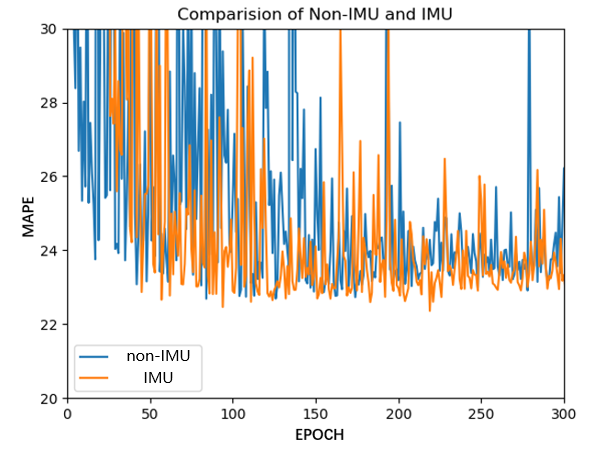 Comparision of Non-IMU and IMU
30
28
26
24
22
20
MAPE
non-IMU
IMU
0 50 100 150 200 250 300
EPOCH